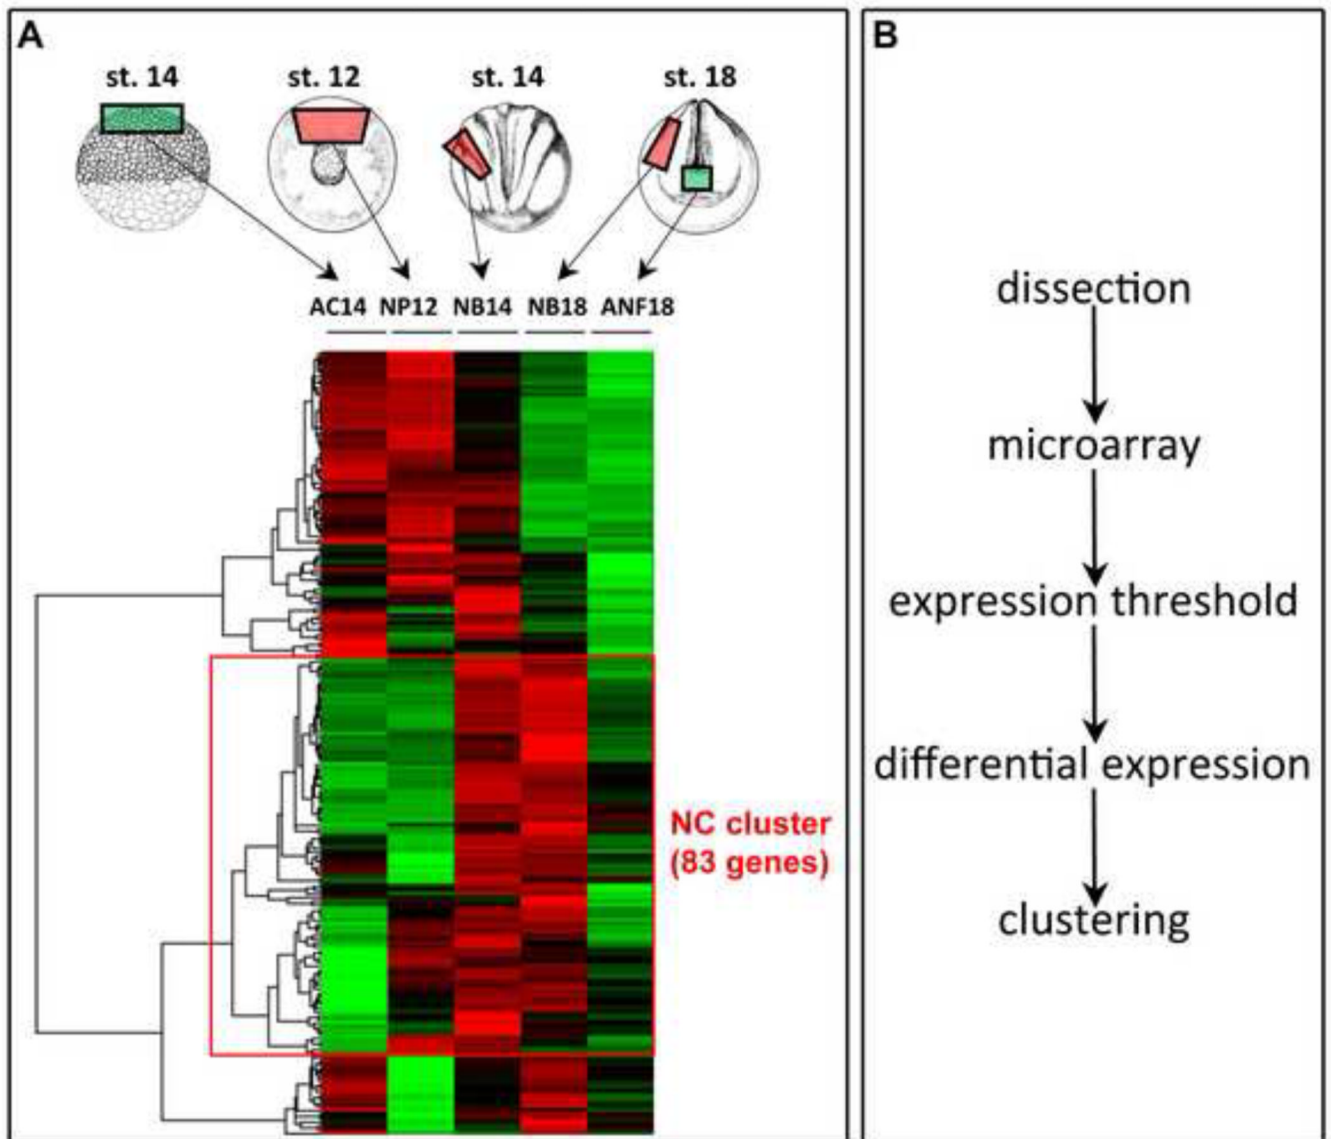 A
st. 14 st. 12 st. 14 st. 18
AC14 NP12 NB14 NB18 ANF18
NC cluster
(83 genes)
B
dissection
microarray
expression threshold
differential expression
clustering